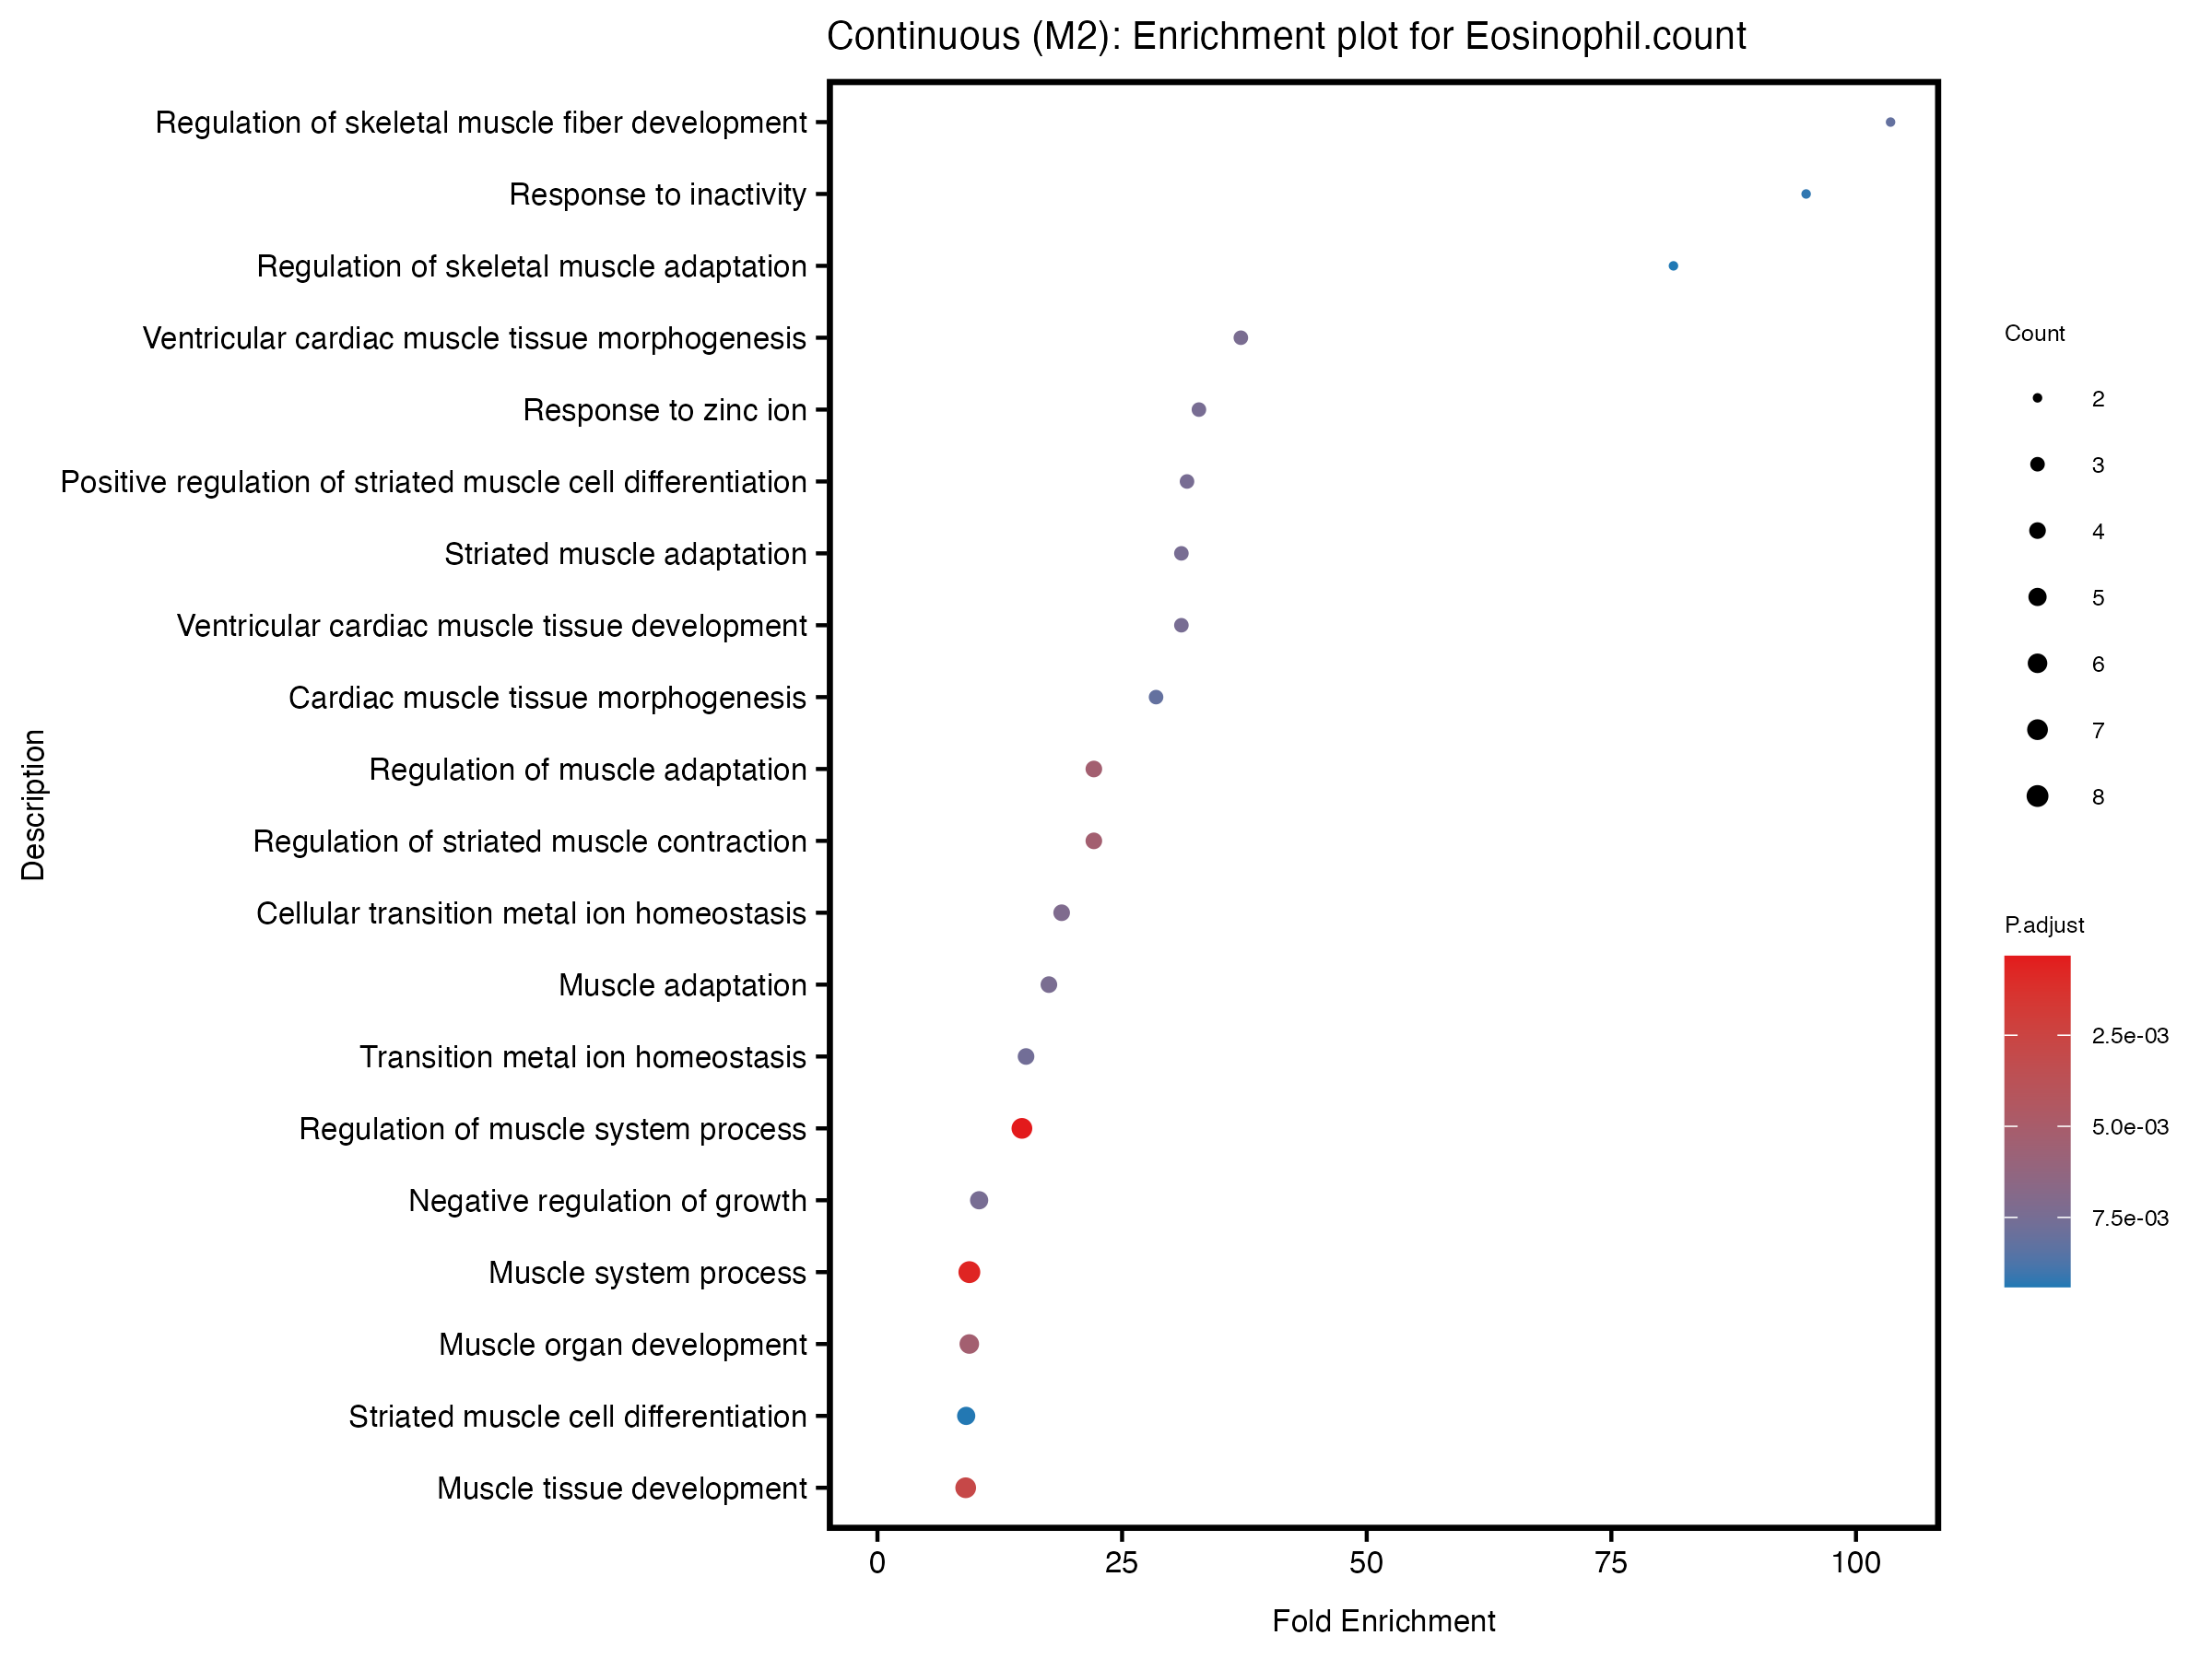 Continuous (M2): Enrichment plot for Eosinophil.count
Description
Regulation of skeletal muscle fiber development
Response to inactivity
Regulation of skeletal muscle adaptation
Ventricular cardiac muscle tissue morphogenesis
Response to zinc ion
Positive regulation of striated muscle cell differentiation
Striated muscle adaptation
Ventricular cardiac muscle tissue development
Cardiac muscle tissue morphogenesis
Regulation of muscle adaptation
Regulation of striated muscle contraction
Cellular transition metal ion homeostasis
Muscle adaptation
Transition metal ion homeostasis
Regulation of muscle system process
Negative regulation of growth
Muscle system process
Muscle organ development
Striated muscle cell differentiation
Muscle tissue development
0 25 50 75 100
Fold Enrichment
Count
2
3
4
5
6
7
8
P.adjust
2.5e-03
5.0e-03
7.5e-03